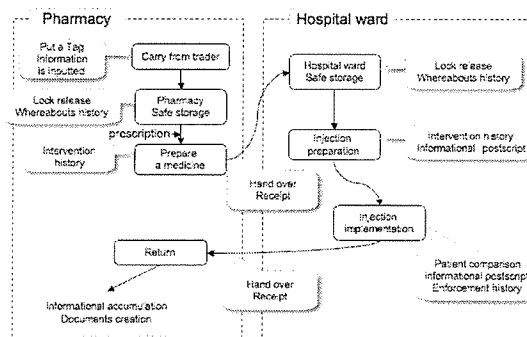 Pharmacy
Hospital ward
Put a Tag
Information
is inputted
Carry from trader
Lock release
Whereabouts history
Pharmacy
Safe storage
prescription
Intervention
history
Prepare
a medicine
Hospital ward
Safe storage
Lock release
Whereabouts history
Injection
preparation
Intervention history
Informational postscript
Hand over
Receipt
Injection
implementation
Return
Hand over
Receipt
Patient comparison
Informational postscript
Enforcement history
Informational accumulation
Documents creation